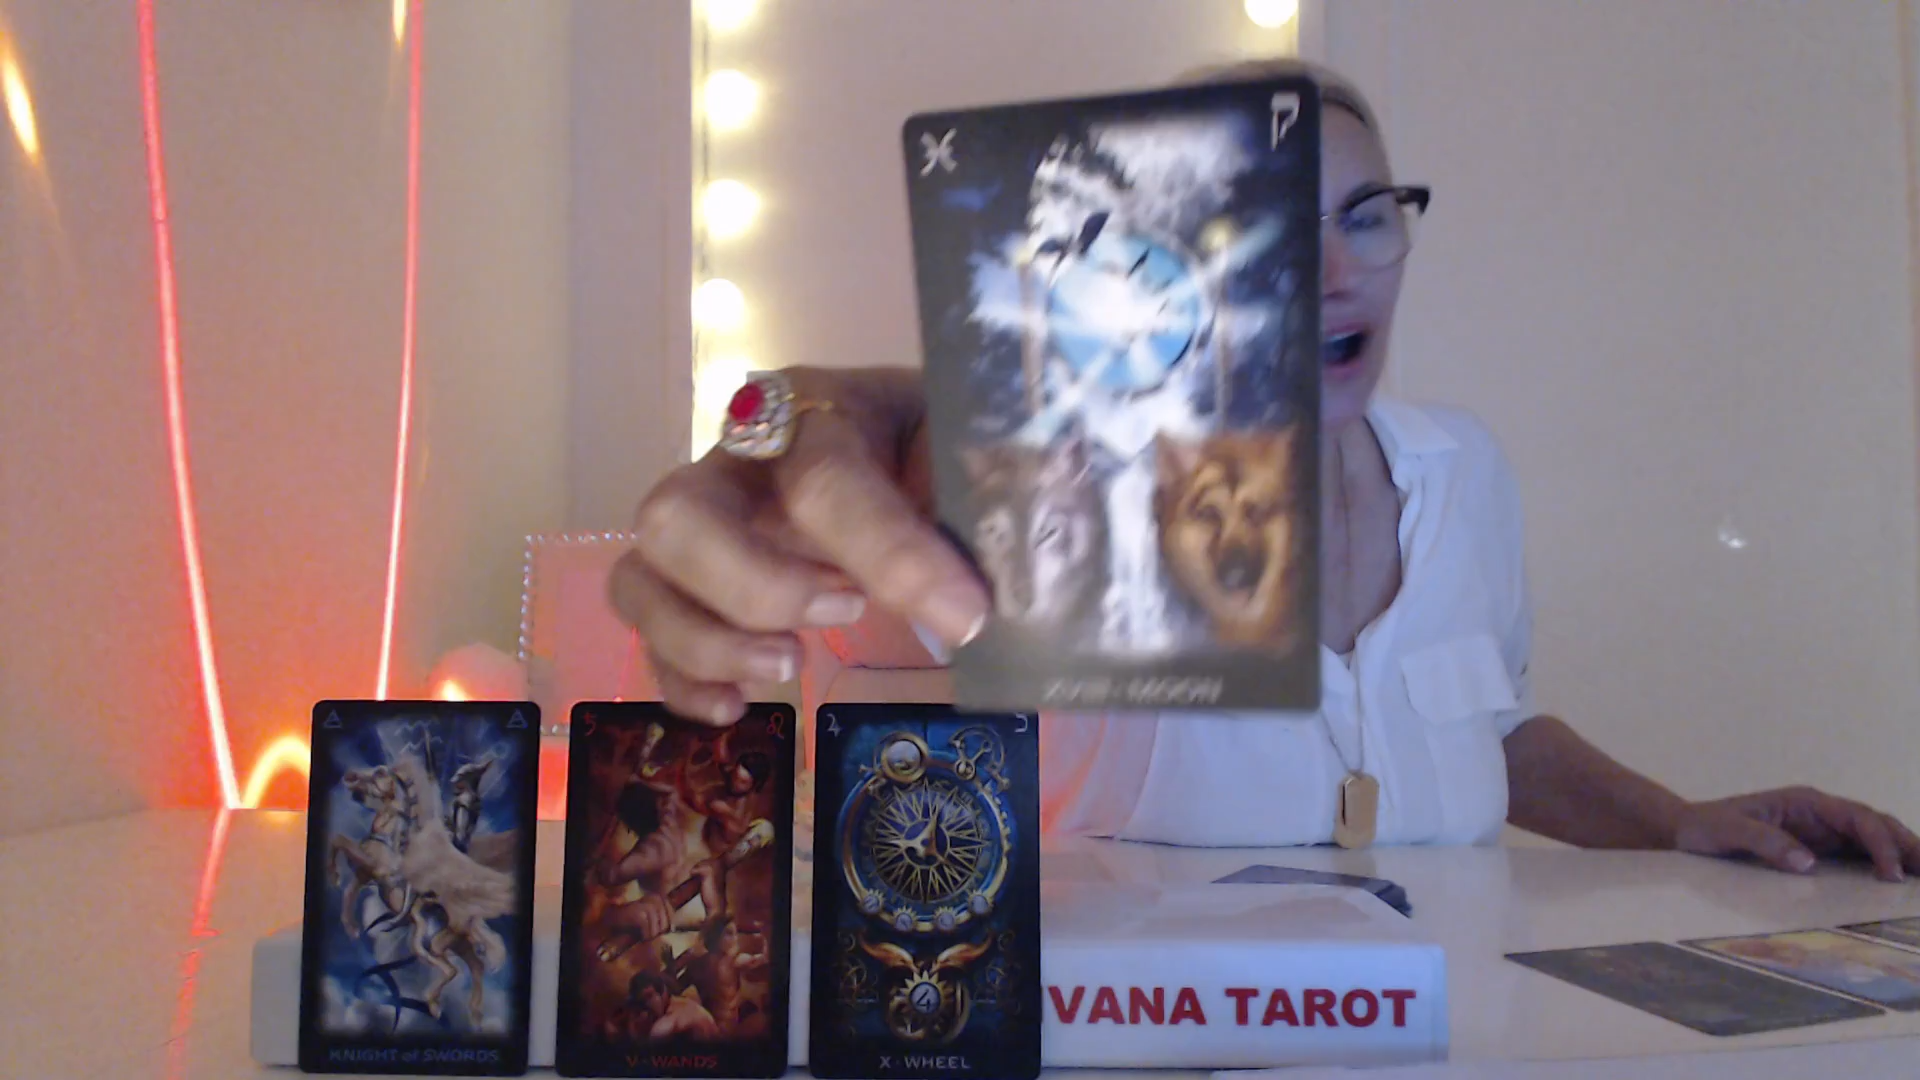 ק
XVIII · MOON
KNIGHT of SWORDS
V · WANDS
X · WHEEL
VANA TAROT